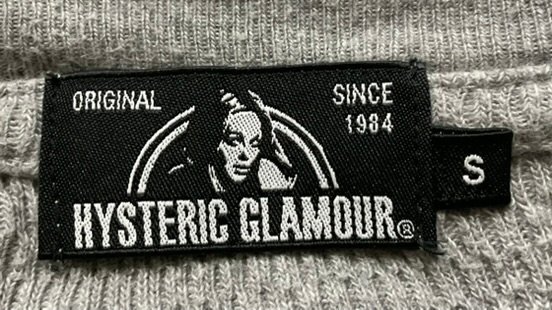 ORIGINAL
SINCE
1984
HYSTERIC GLAMOUR®
S